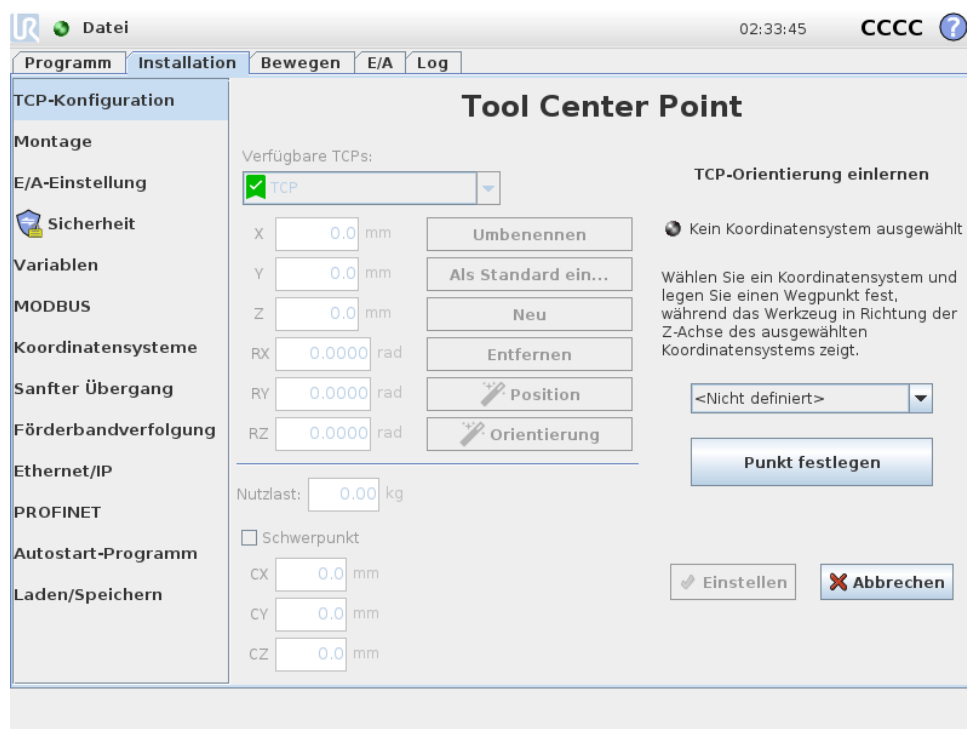 UR Datei 02:33:45 CCCC ?
Programm Installation Bewegen E/A Log
TCP-Konfiguration
Montage
E/A-Einstellung
Sicherheit
Variablen
MODBUS
Koordinatensysteme
Sanfter Übergang
Förderbandverfolgung
Ethernet/IP
PROFINET
Autostart-Programm
Laden/Speichern
Tool Center Point
Verfügbare TCPs:
TCP
X 0.0 mm Umbenennen
Y 0.0 mm Als Standard ein...
Z 0.0 mm Neu
RX 0.0000 rad Entfernen
RY 0.0000 rad Position
RZ 0.0000 rad Orientierung
Nutzlast: 0.00 kg
Schwerpunkt
CX 0.0 mm
CY 0.0 mm
CZ 0.0 mm
TCP-Orientierung einlernen
Kein Koordinatensystem ausgewählt
Wählen Sie ein Koordinatensystem und
legen Sie einen Wegpunkt fest,
während das Werkzeug in Richtung der
Z-Achse des ausgewählten
Koordinatensystems zeigt.
<Nicht definiert>
Punkt festlegen
Einstellen Abbrechen